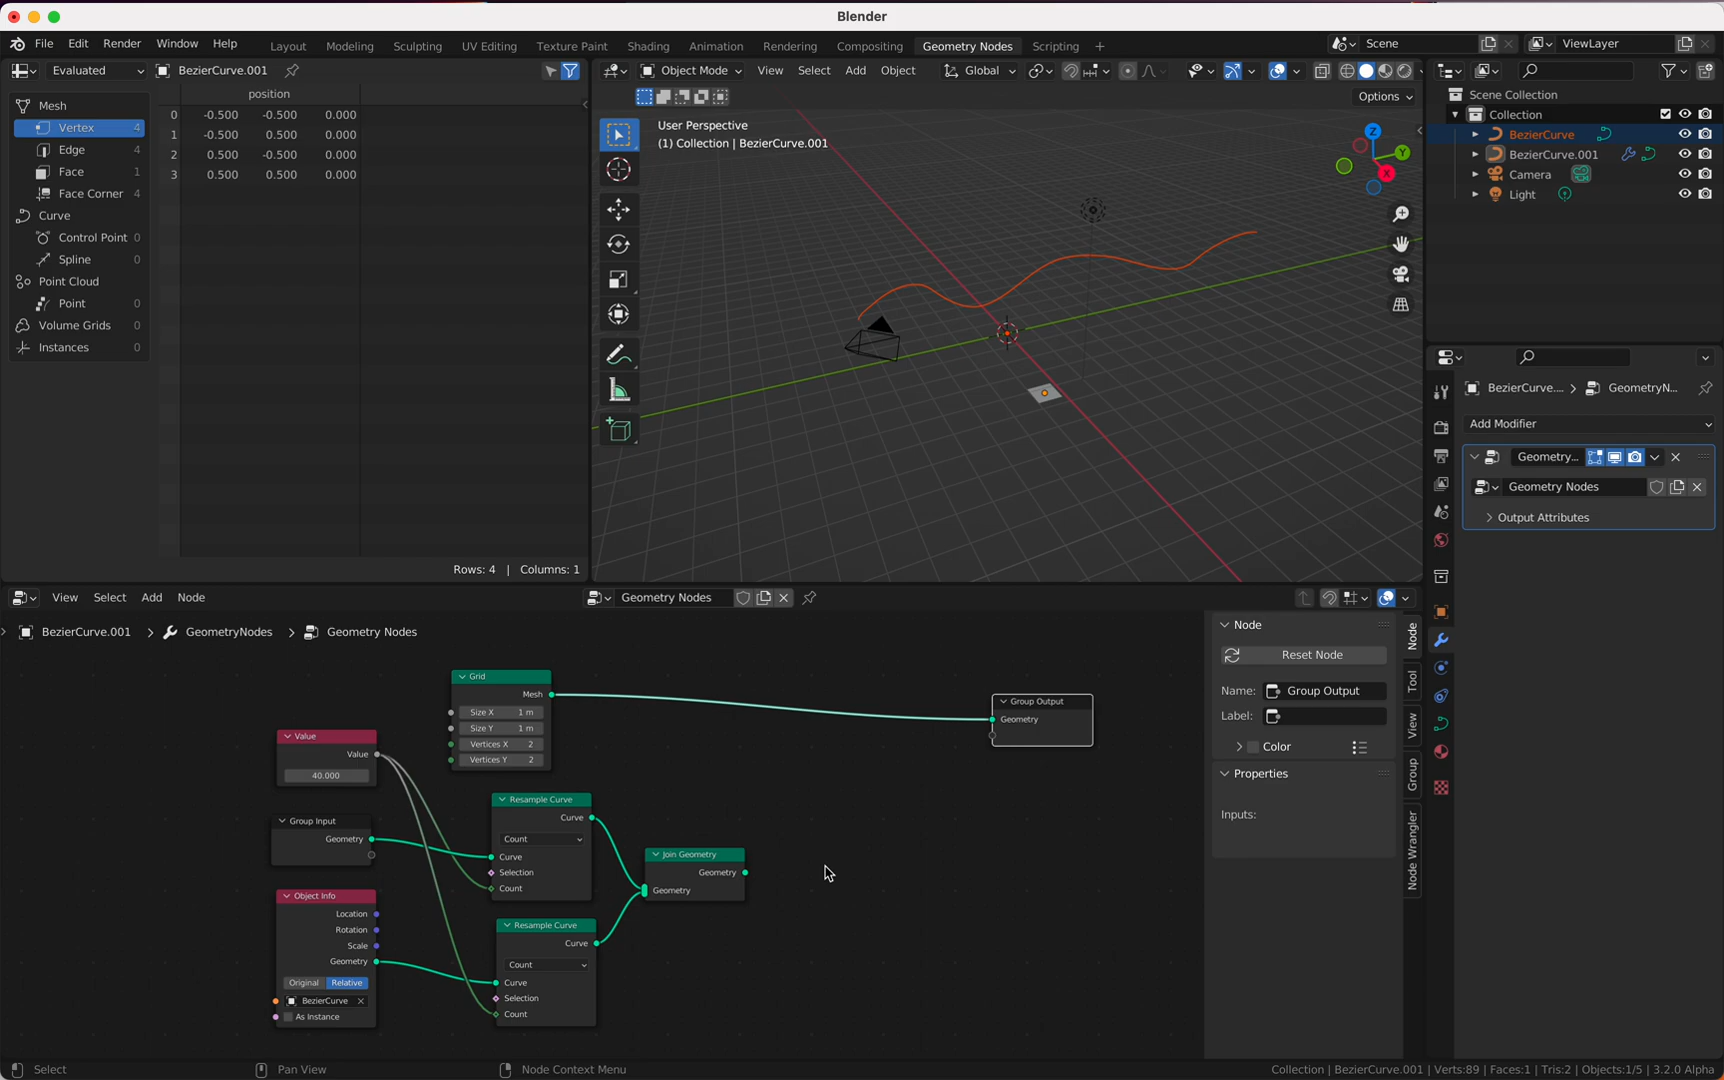 Blender
File Edit Render Window Help
Layout Modeling Sculpting UV Editing Texture Paint Shading Animation Rendering Compositing Geometry Nodes Scripting +
Scene ViewLayer
Evaluated BezierCurve.001
Object Mode View Select Add Object Global
Options
Mesh
Vertex 4
Edge 4
Face 1
Face Corner 4
Curve
Control Point 0
Spline 0
Point Cloud
Point 0
Volume Grids 0
Instances 0
position
0 -0.500 -0.500 0.000
1 -0.500 0.500 0.000
2 0.500 -0.500 0.000
3 0.500 0.500 0.000
Rows: 4 | Columns: 1
User Perspective
(1) Collection | BezierCurve.001
Z
Y
X
Scene Collection
Collection
BezierCurve
BezierCurve.001
Camera
Light
BezierCurve.... > GeometryN...
Add Modifier
Geometry...
Geometry Nodes
Output Attributes
View Select Add Node
Geometry Nodes
BezierCurve.001 > GeometryNodes > Geometry Nodes
Grid
Mesh
Size X 1 m
Size Y 1 m
Vertices X 2
Vertices Y 2
Value
Value
40.000
Group Input
Geometry
Object Info
Location
Rotation
Scale
Geometry
Original Relative
BezierCurve
As Instance
Resample Curve
Curve
Count
Curve
Selection
Count
Resample Curve
Curve
Count
Curve
Selection
Count
Join Geometry
Geometry
Geometry
Group Output
Geometry
Node
Reset Node
Name: Group Output
Label:
Color
Properties
Inputs:
Node
Tool
View
Group
Node Wrangler
Select
Pan View
Node Context Menu
Collection | BezierCurve.001 | Verts:89 | Faces:1 | Tris:2 | Objects:1/5 | 3.2.0 Alpha